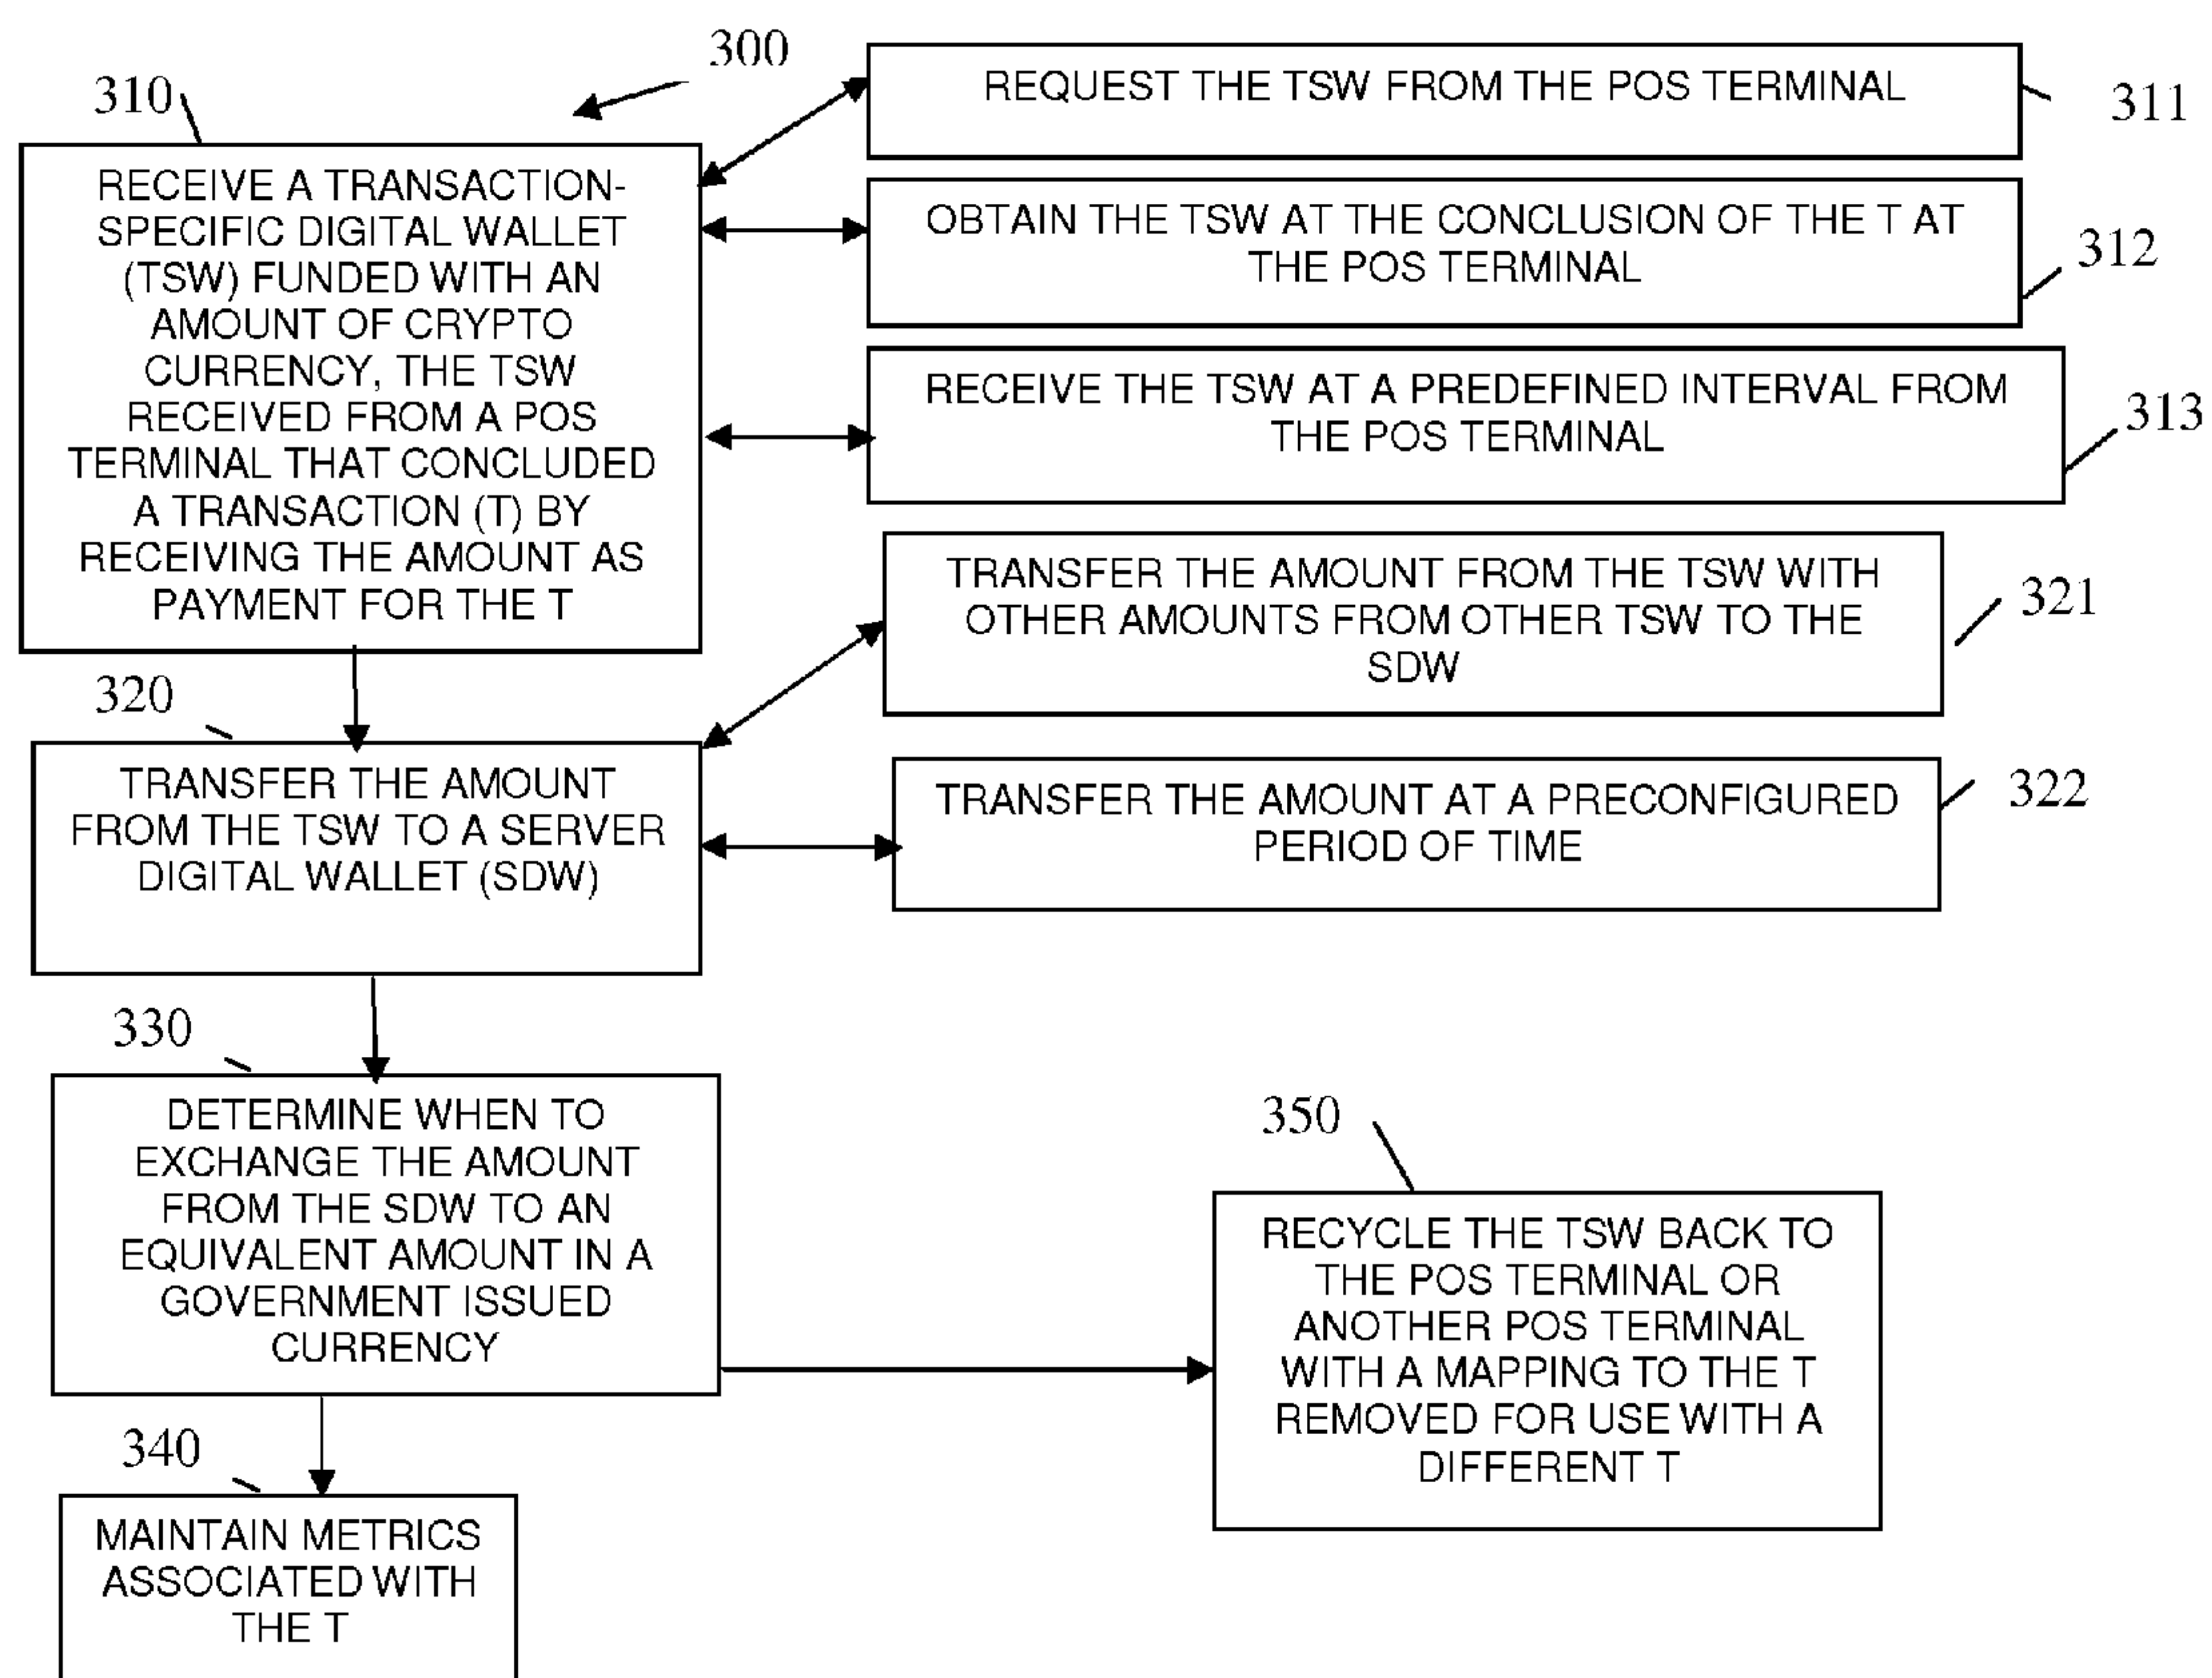 300
310
RECEIVE A TRANSACTION-
SPECIFIC DIGITAL WALLET
(TSW) FUNDED WITH AN
AMOUNT OF CRYPTO
CURRENCY, THE TSW
RECEIVED FROM A POS
TERMINAL THAT CONCLUDED
A TRANSACTION (T) BY
RECEIVING THE AMOUNT AS
PAYMENT FOR THE T
REQUEST THE TSW FROM THE POS TERMINAL
311
OBTAIN THE TSW AT THE CONCLUSION OF THE T AT
THE POS TERMINAL
312
RECEIVE THE TSW AT A PREDEFINED INTERVAL FROM
THE POS TERMINAL
313
320
TRANSFER THE AMOUNT
FROM THE TSW TO A SERVER
DIGITAL WALLET (SDW)
TRANSFER THE AMOUNT FROM THE TSW WITH
OTHER AMOUNTS FROM OTHER TSW TO THE
SDW
321
TRANSFER THE AMOUNT AT A PRECONFIGURED
PERIOD OF TIME
322
330
DETERMINE WHEN TO
EXCHANGE THE AMOUNT
FROM THE SDW TO AN
EQUIVALENT AMOUNT IN A
GOVERNMENT ISSUED
CURRENCY
350
RECYCLE THE TSW BACK TO
THE POS TERMINAL OR
ANOTHER POS TERMINAL
WITH A MAPPING TO THE T
REMOVED FOR USE WITH A
DIFFERENT T
340
MAINTAIN METRICS
ASSOCIATED WITH
THE T